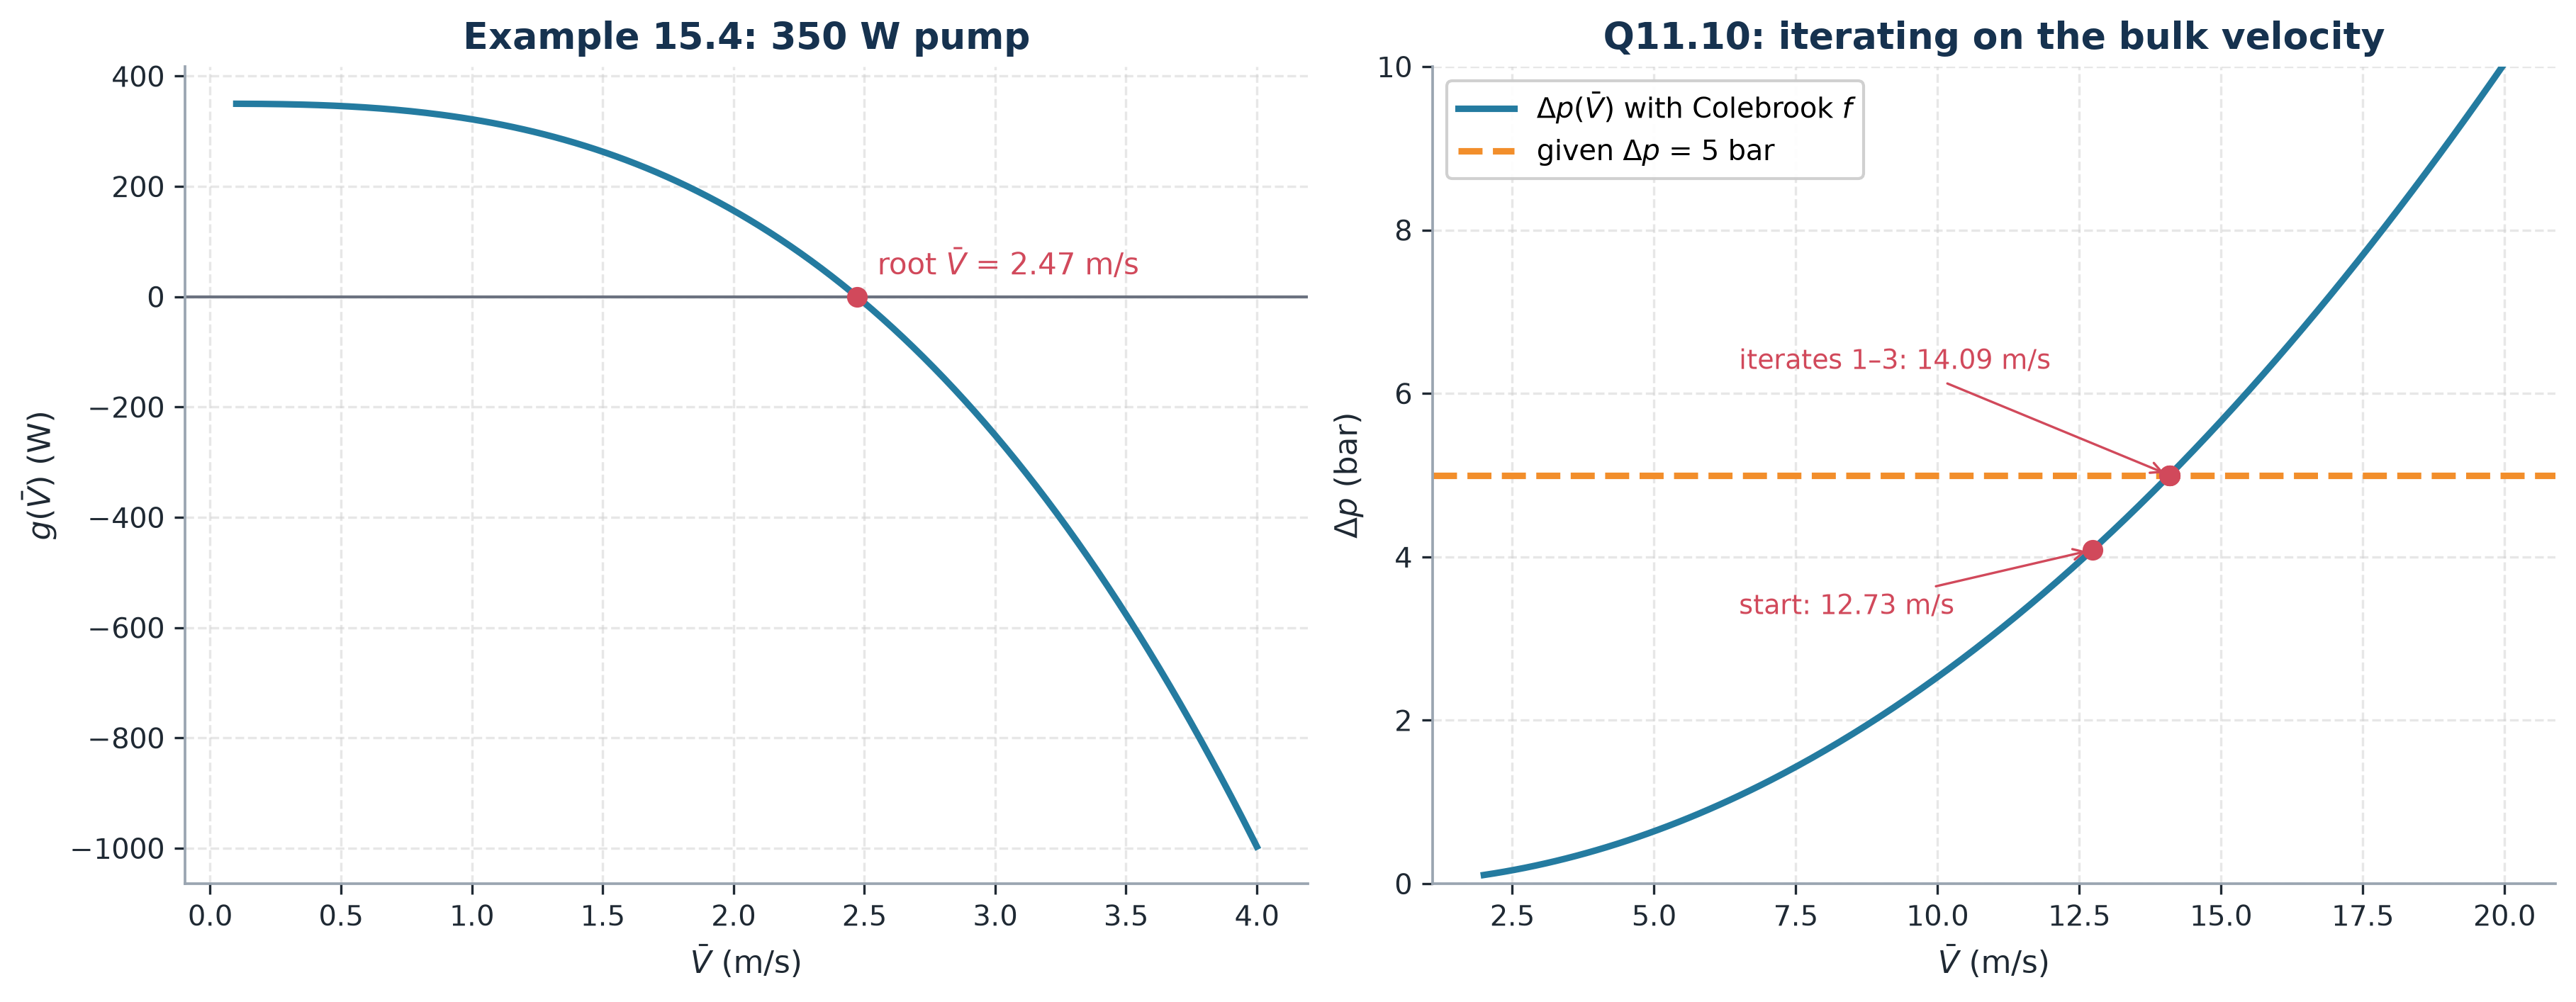 Example 15.4: 350 W pump
400
200
0
−200
−400
−600
−800
−1000
g(V̄) (W)
root V̄ = 2.47 m/s
0.0 0.5 1.0 1.5 2.0 2.5 3.0 3.5 4.0
V̄ (m/s)
Q11.10: iterating on the bulk velocity
10
8
6
4
2
0
Δp (bar)
Δp(V̄) with Colebrook f
given Δp = 5 bar
iterates 1–3: 14.09 m/s
start: 12.73 m/s
2.5 5.0 7.5 10.0 12.5 15.0 17.5 20.0
V̄ (m/s)